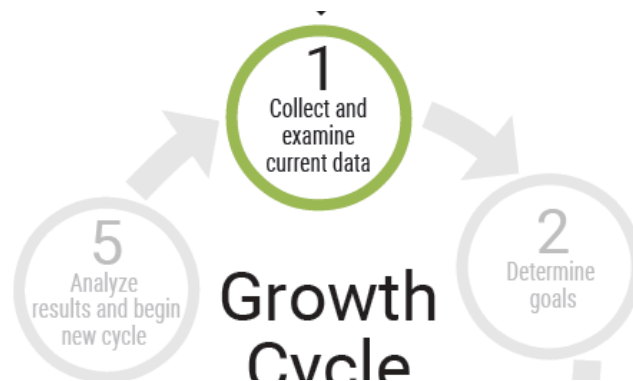 1
Collect and
examine
current data
5
Analyze
results and begin
new cycle
2
Determine
goals
Growth
Cycle